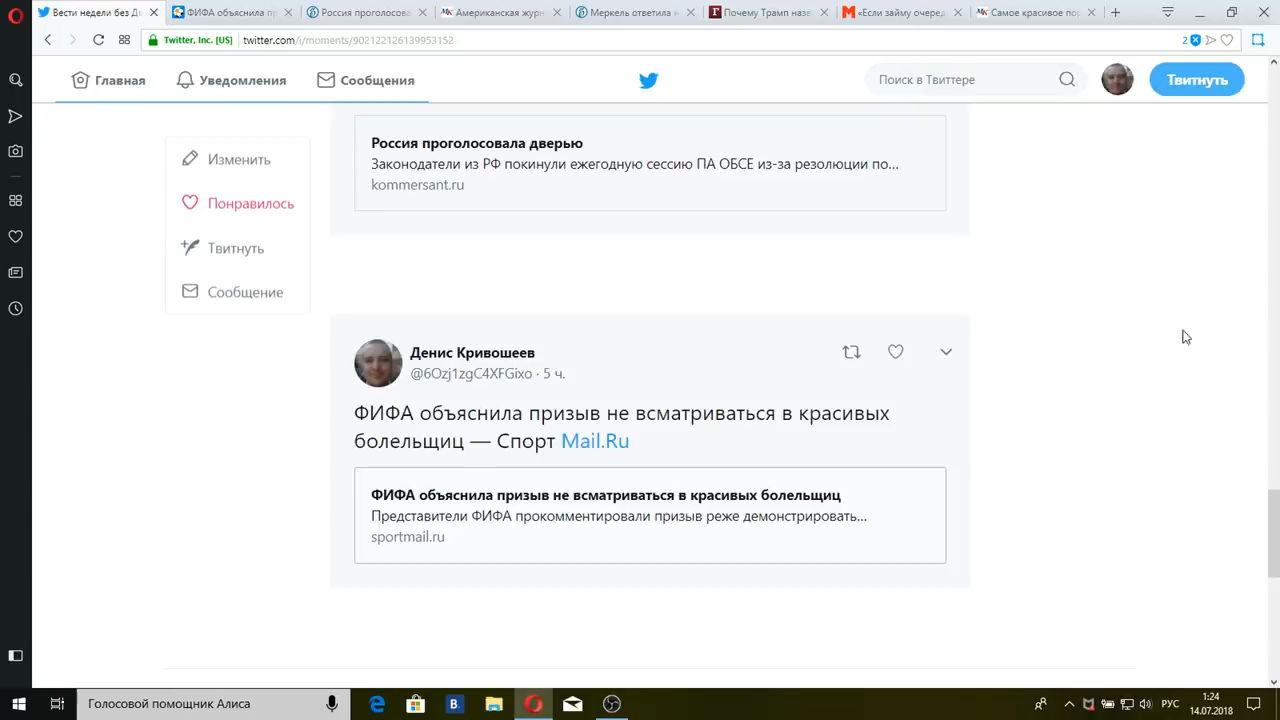 Вести недели без Д
ФИФА объяснила пр
Россия проголосова
Американская журн
Меркель ответила н
Почему Трамп назв
«Если займу очеред
Самое красивое по
Twitter, Inc. [US]
twitter.com/i/moments/902122126139953152
2
Главная
Уведомления
Сообщения
Поиск в Твиттере
Твитнуть
Россия проголосовала дверью
Законодатели из РФ покинули ежегодную сессию ПА ОБСЕ из-за резолюции по...
kommersant.ru
Изменить
Понравилось
Твитнуть
Сообщение
Денис Кривошеев
@6Ozj1zgC4XFGixo · 5 ч.
ФИФА объяснила призыв не всматриваться в красивых
болельщиц — Спорт Mail.Ru
ФИФА объяснила призыв не всматриваться в красивых болельщиц
Представители ФИФА прокомментировали призыв реже демонстрировать...
sportmail.ru
Голосовой помощник Алиса
РУС
1:24
14.07.2018